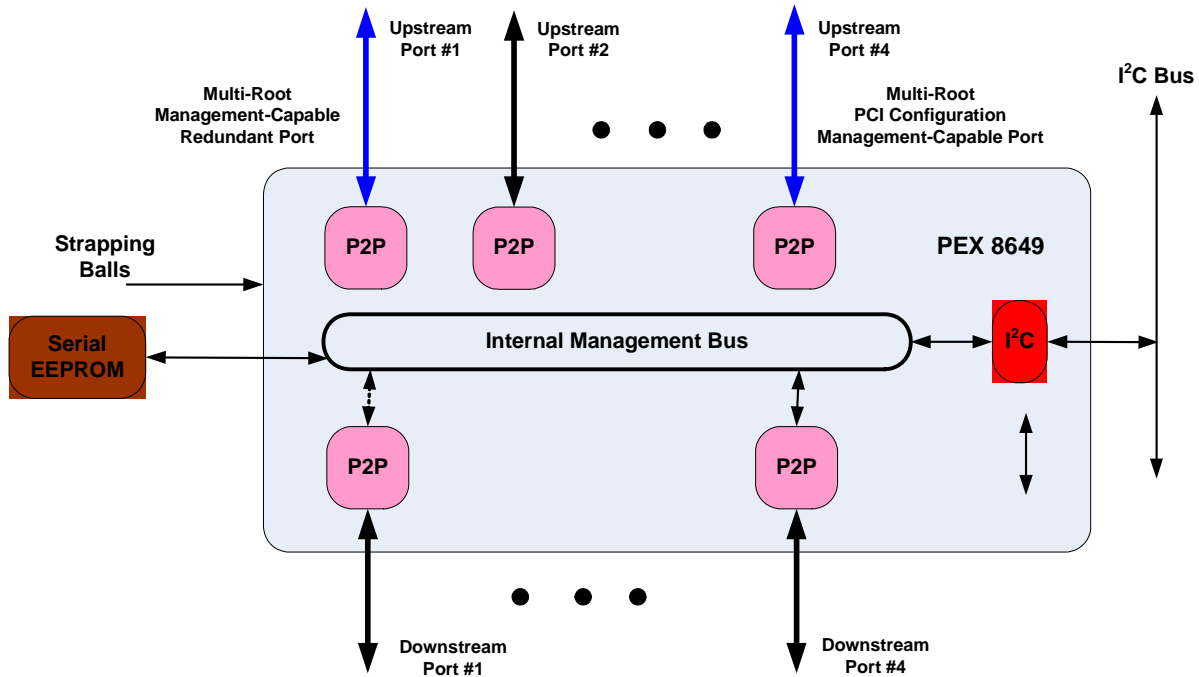 Upstream
Port #1
Upstream
Port #2
Upstream
Port #4
I²C Bus
Multi-Root
Management-Capable
Redundant Port
Multi-Root
PCI Configuration
Management-Capable Port
P2P
P2P
P2P
PEX 8649
Strapping
Balls
Serial
EEPROM
Internal Management Bus
I²C
P2P
P2P
Downstream
Port #1
Downstream
Port #4